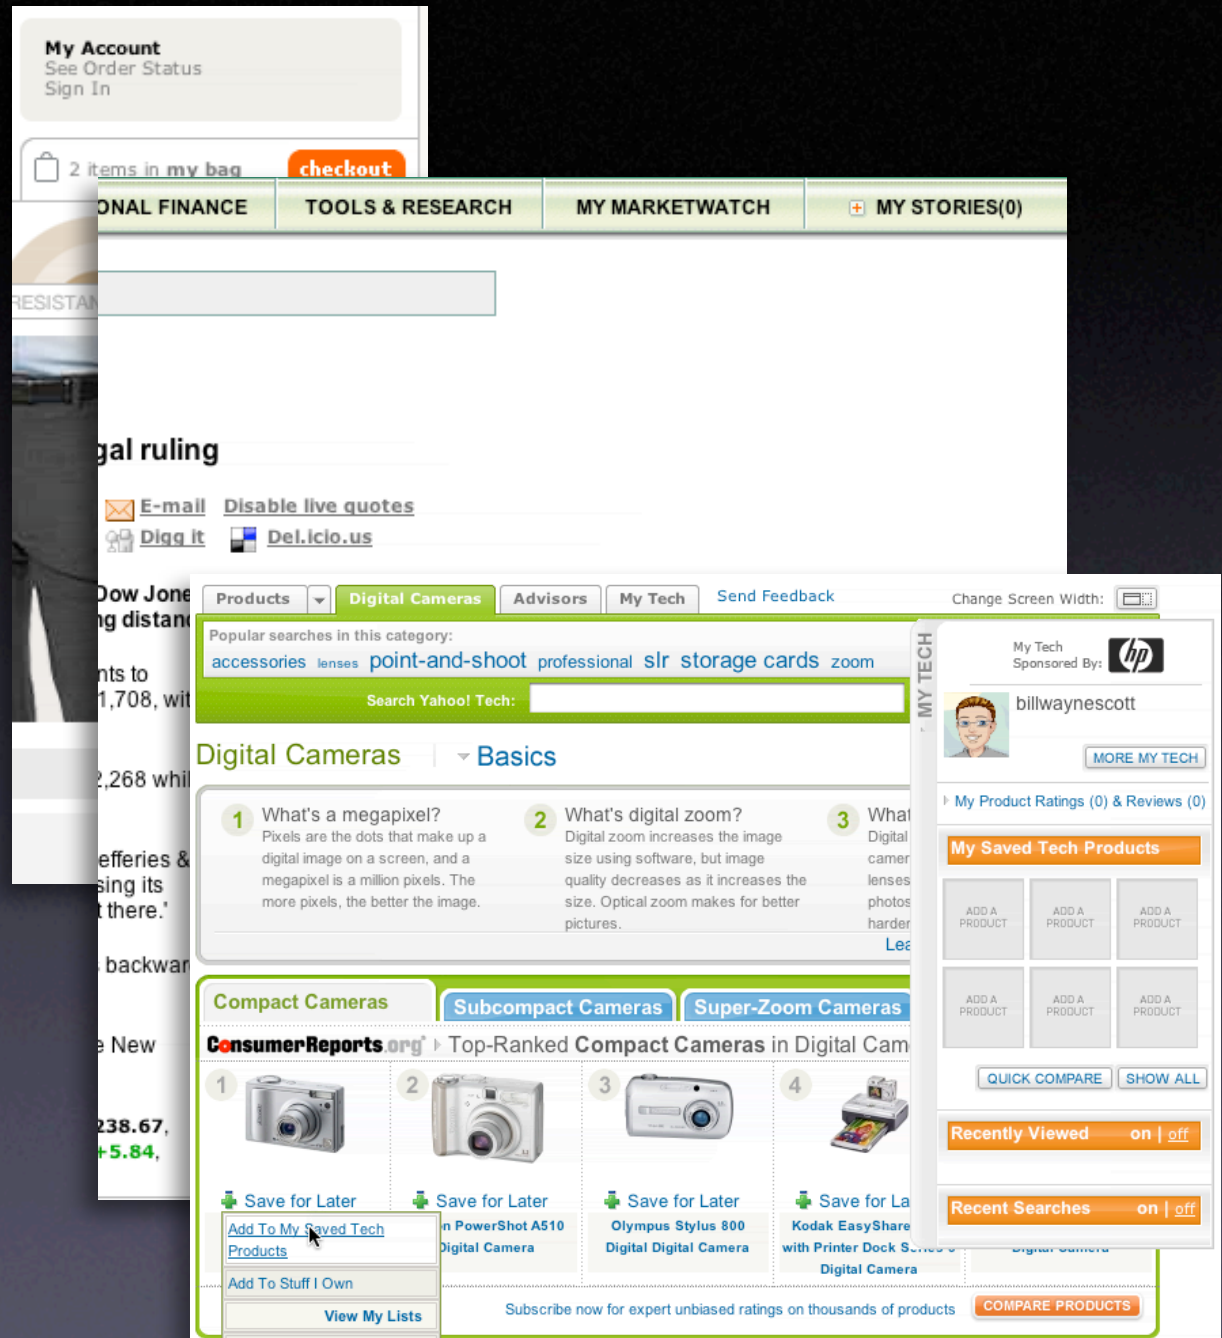 My Account
See Order Status
Sign In
2 items in my bag
checkout
RESISTAN
ONAL FINANCE
TOOLS & RESEARCH
MY MARKETWATCH
MY STORIES(0)
gal ruling
E-mail Disable live quotes
Digg it Del.icio.us
Dow Jone
ng distanc
nts to
1,708, wit
2,268 whil
efferies &
sing its
t there.'
s backwar
e New
238.67,
+5.84,
Products Digital Cameras Advisors My Tech Send Feedback
Change Screen Width:
Popular searches in this category:
accessories lenses point-and-shoot professional slr storage cards zoom
Search Yahoo! Tech:
Digital Cameras
Basics
1 What's a megapixel?
Pixels are the dots that make up a
digital image on a screen, and a
megapixel is a million pixels. The
more pixels, the better the image.
2 What's digital zoom?
Digital zoom increases the image
size using software, but image
quality decreases as it increases the
size. Optical zoom makes for better
pictures.
3 What
Digital
camer
lenses
photos
harder
Lea
Compact Cameras
Subcompact Cameras
Super-Zoom Cameras
ConsumerReports.org Top-Ranked Compact Cameras in Digital Cam
1 2 3 4
Save for Later Save for Later Save for Later Save for La
Add To My Saved Tech
Products
Add To Stuff I Own
View My Lists
n PowerShot A510
Digital Camera
Olympus Stylus 800
Digital Digital Camera
Kodak EasyShare
with Printer Dock Series
Digital Camera
Digital Camera
Subscribe now for expert unbiased ratings on thousands of products
COMPARE PRODUCTS
MY TECH
My Tech
Sponsored By:
hp
billwaynescott
MORE MY TECH
My Product Ratings (0) & Reviews (0)
My Saved Tech Products
ADD A
PRODUCT
ADD A
PRODUCT
ADD A
PRODUCT
ADD A
PRODUCT
ADD A
PRODUCT
ADD A
PRODUCT
QUICK COMPARE
SHOW ALL
Recently Viewed on | off
Recent Searches on | off